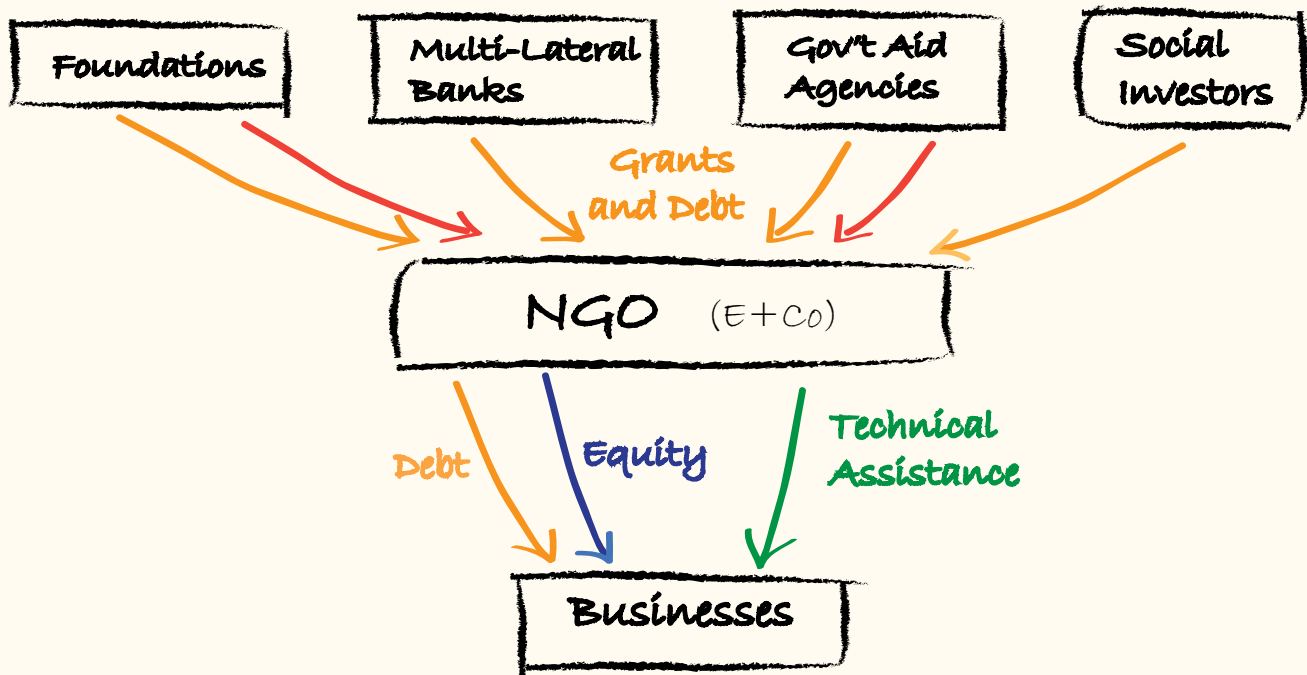 Foundations
Multi-Lateral
Banks
Gov't Aid
Agencies
Social
Investors
Grants
and Debt
NGO (E+Co)
Debt
Equity
Technical
Assistance
Businesses